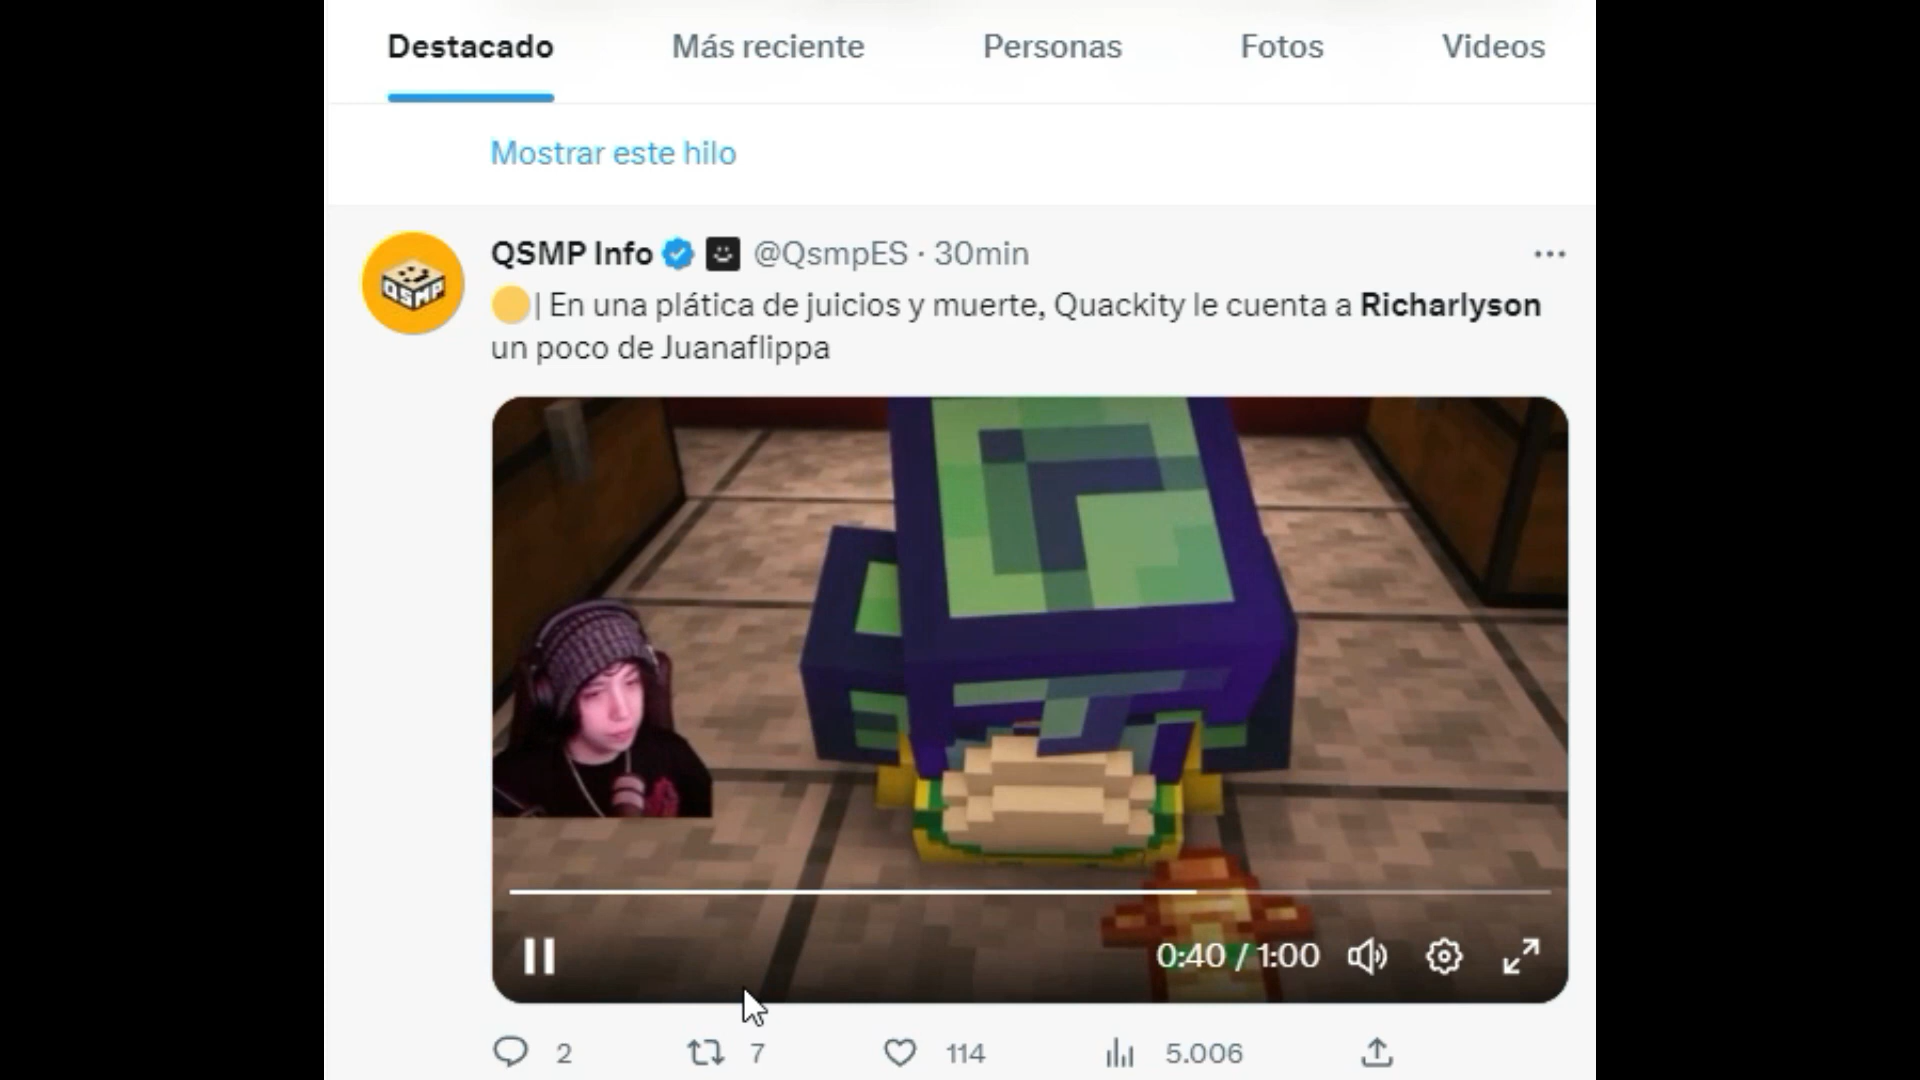 Destacado Más reciente Personas Fotos Videos
Mostrar este hilo
QSMP Info @QsmpES · 30min
| En una plática de juicios y muerte, Quackity le cuenta a Richarlyson
un poco de Juanaflippa
QSMP
0:40 / 1:00
2 7 114 5.006